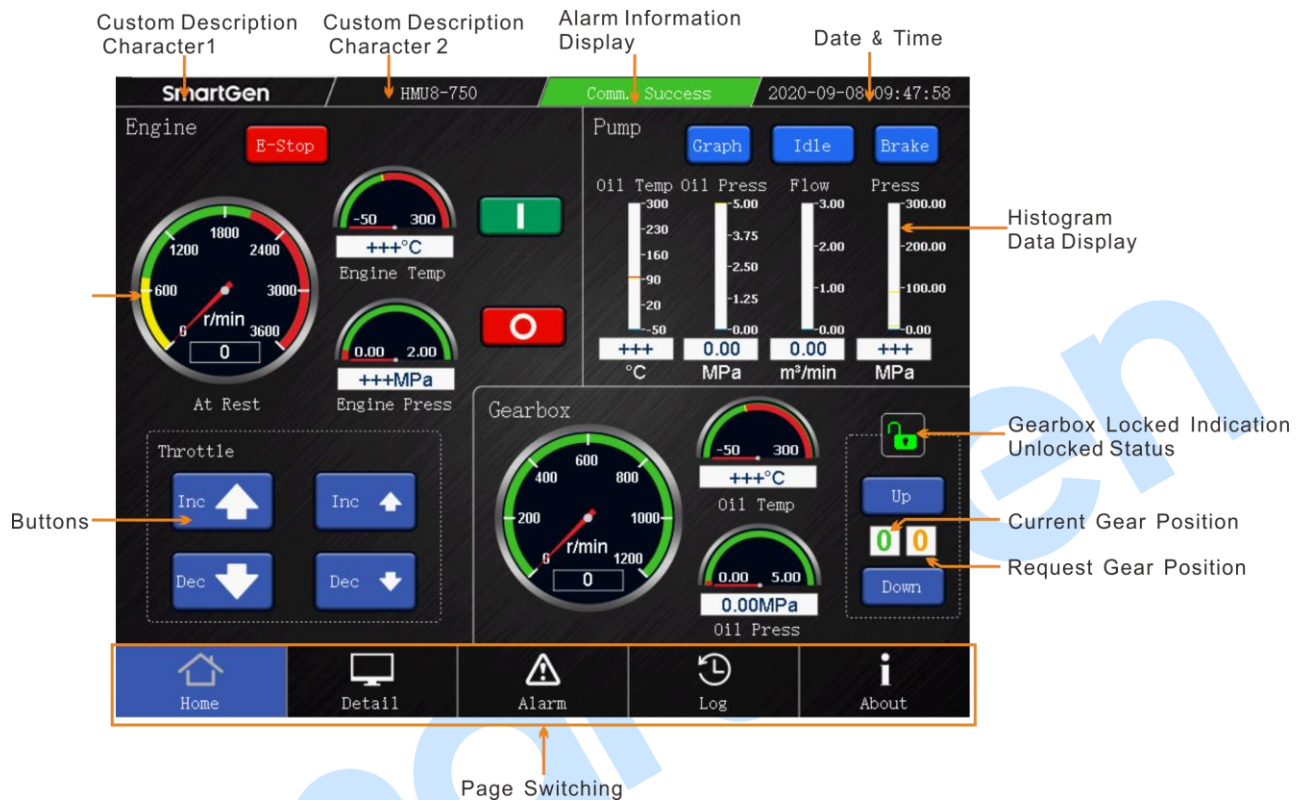 Custom Description
Character1
Custom Description
Character 2
Alarm Information
Display
Date & Time
SmartGen
HMU8-750
Comm. Success
2020-09-08 09:47:58
Engine
E-Stop
Pump
Graph
Idle
Brake
Oil Temp
Oil Press
Flow
Press
300
230
160
90
20
-50
5.00
3.75
2.50
1.25
0.00
3.00
2.00
1.00
0.00
300.00
200.00
100.00
0.00
+++
0.00
0.00
+++
°C
MPa
m³/min
MPa
Histogram
Data Display
0
600
1200
1800
2400
3000
3600
r/min
0
At Rest
-50
300
+++°C
Engine Temp
0.00
2.00
+++MPa
Engine Press
Throttle
Inc
Inc
Dec
Dec
Buttons
Gearbox
0
200
400
600
800
1000
1200
r/min
0
-50
300
+++°C
Oil Temp
0.00
5.00
0.00MPa
Oil Press
Up
0 0
Down
Gearbox Locked Indication
Unlocked Status
Current Gear Position
Request Gear Position
Home
Detail
Alarm
Log
About
Page Switching